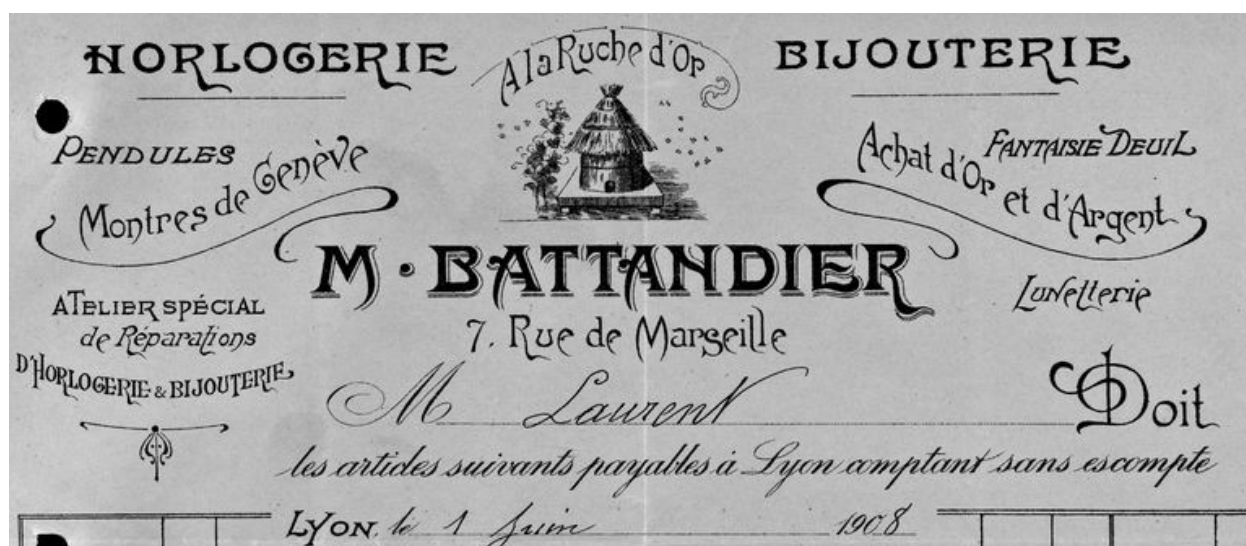 HORLOGERIE
A la Ruche d'Or
BIJOUTERIE
PENDULES
Montres de Genève
FANTAISIE DEUIL
Achat d'Or et d'Argent
M. BATTANDIER
ATELIER SPÉCIAL
de Réparations
D'HORLOGERIE & BIJOUTERIE
Lunetterie
7. Rue de Marseille
M Laurent Doit
les articles suivants payables à Lyon comptant sans escompte
LYON, le 1 Juin 1908